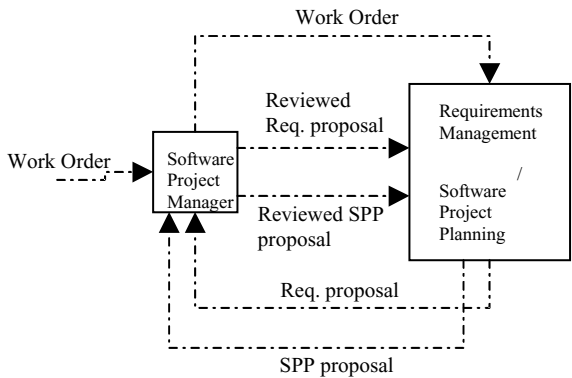 Work Order
Reviewed
Req. proposal
Requirements
Management
/
Software
Project
Planning
Work Order
Software
Project
Manager
Reviewed SPP
proposal
Req. proposal
SPP proposal